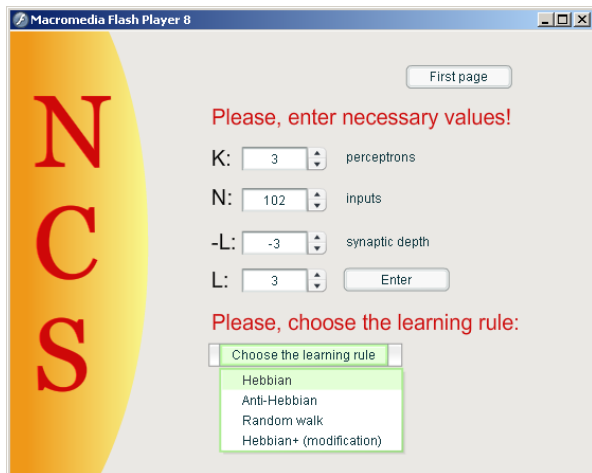 Macromedia Flash Player 8
N
C
S
First page
Please, enter necessary values!
K: 3 perceptrons
N: 102 inputs
-L: -3 synaptic depth
L: 3 Enter
Please, choose the learning rule:
Choose the learning rule
Hebbian
Anti-Hebbian
Random walk
Hebbian+ (modification)